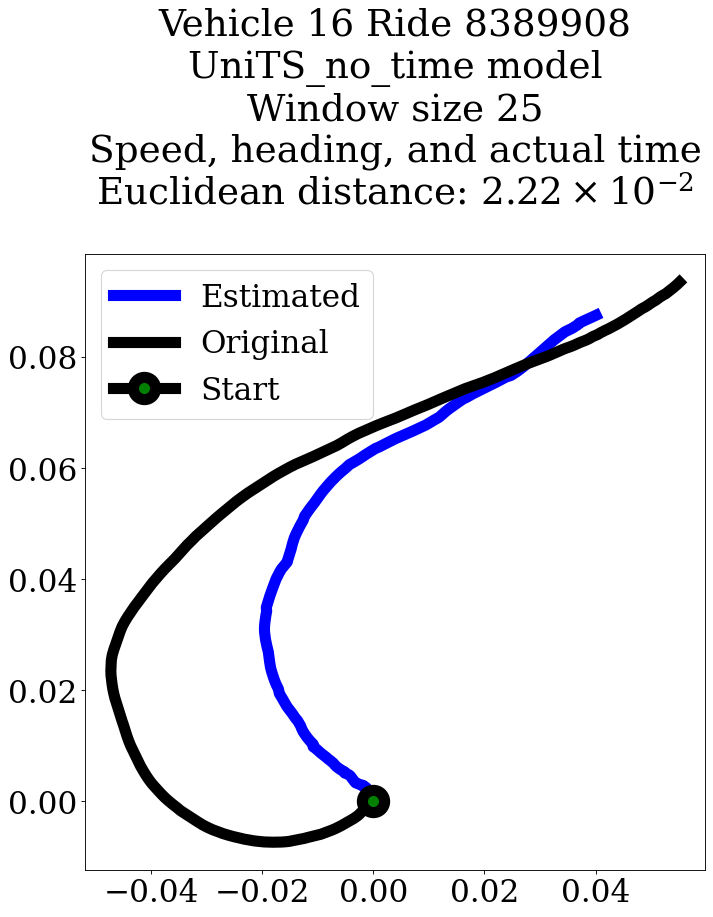 Vehicle 16 Ride 8389908
UniTS_no_time model
Window size 25
Speed, heading, and actual time
Euclidean distance: 2.22 × 10⁻²
Estimated
Original
Start
0.08
0.06
0.04
0.02
0.00
−0.04 −0.02 0.00 0.02 0.04